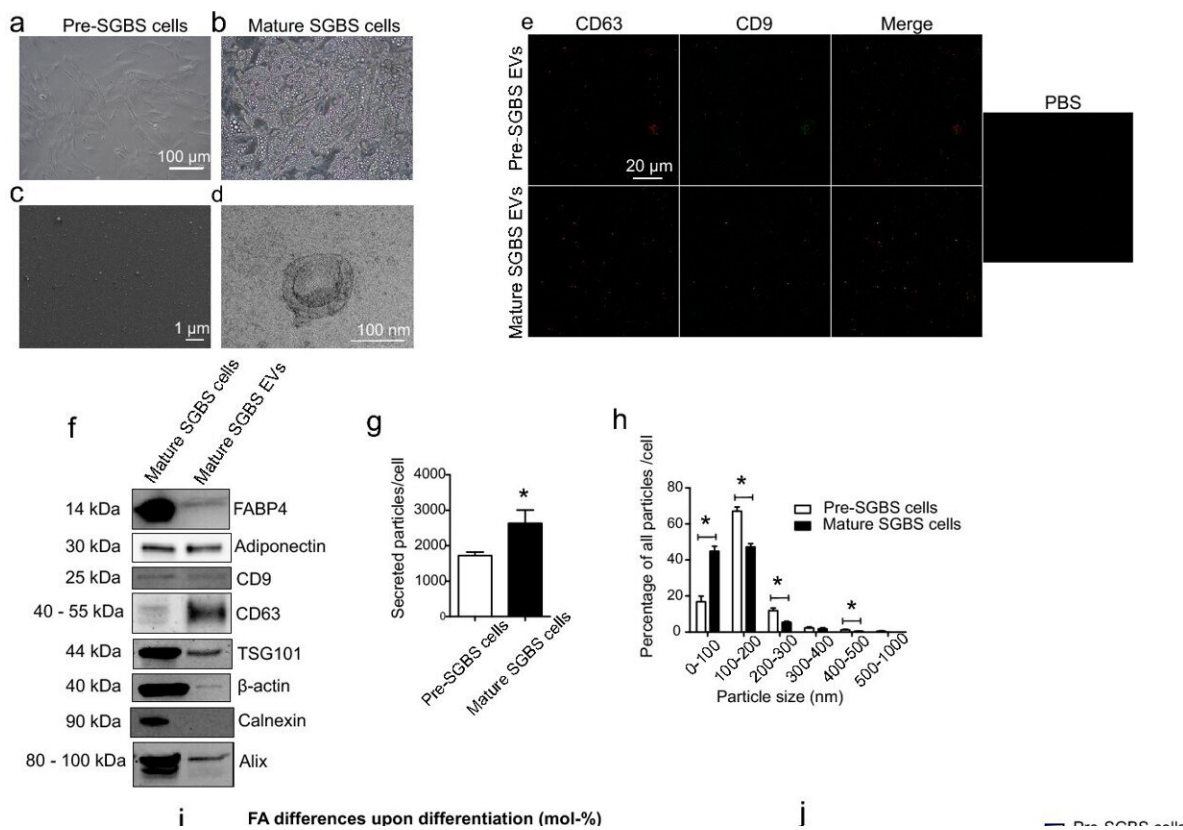 a Pre-SGBS cells
b Mature SGBS cells
100 µm
c
1 µm
d
100 nm
e
CD63 CD9 Merge
Pre-SGBS EVs
20 µm
Mature SGBS EVs
PBS
f
Mature SGBS cells
Mature SGBS EVs
14 kDa FABP4
30 kDa Adiponectin
25 kDa CD9
40 - 55 kDa CD63
44 kDa TSG101
40 kDa β-actin
90 kDa Calnexin
80 - 100 kDa Alix
g
Secreted particles/cell
4000
3000
2000
1000
0
*
Pre-SGBS cells
Mature SGBS cells
h
Percentage of all particles /cell
80
60
40
20
0
* * * *
Pre-SGBS cells
Mature SGBS cells
0-100
100-200
200-300
300-400
400-500
500-1000
Particle size (nm)
i FA differences upon differentiation (mol-%)
j
Pre-SGBS cells